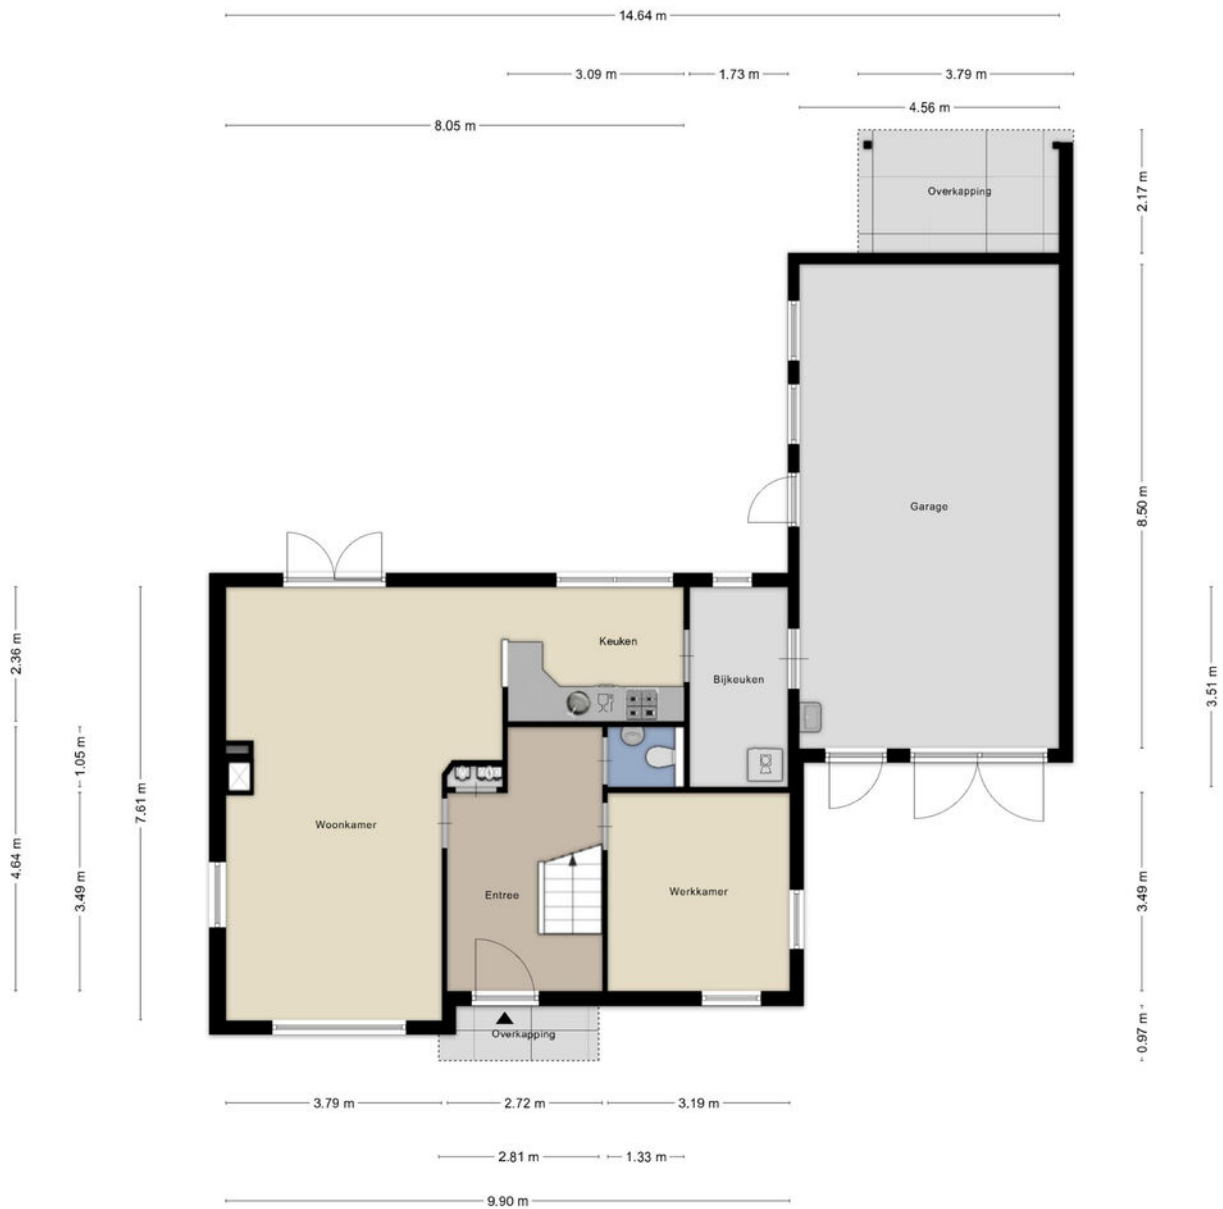 14.64 m
3.09 m
1.73 m
3.79 m
4.56 m
8.05 m
Overkapping
2.17 m
Garage
8.50 m
Keuken
Bijkeuken
2.36 m
3.51 m
1.05 m
7.61 m
Woonkamer
4.64 m
3.49 m
Entree
Werkkamer
3.49 m
Overkapping
0.97 m
3.79 m
2.72 m
3.19 m
2.81 m
1.33 m
9.90 m